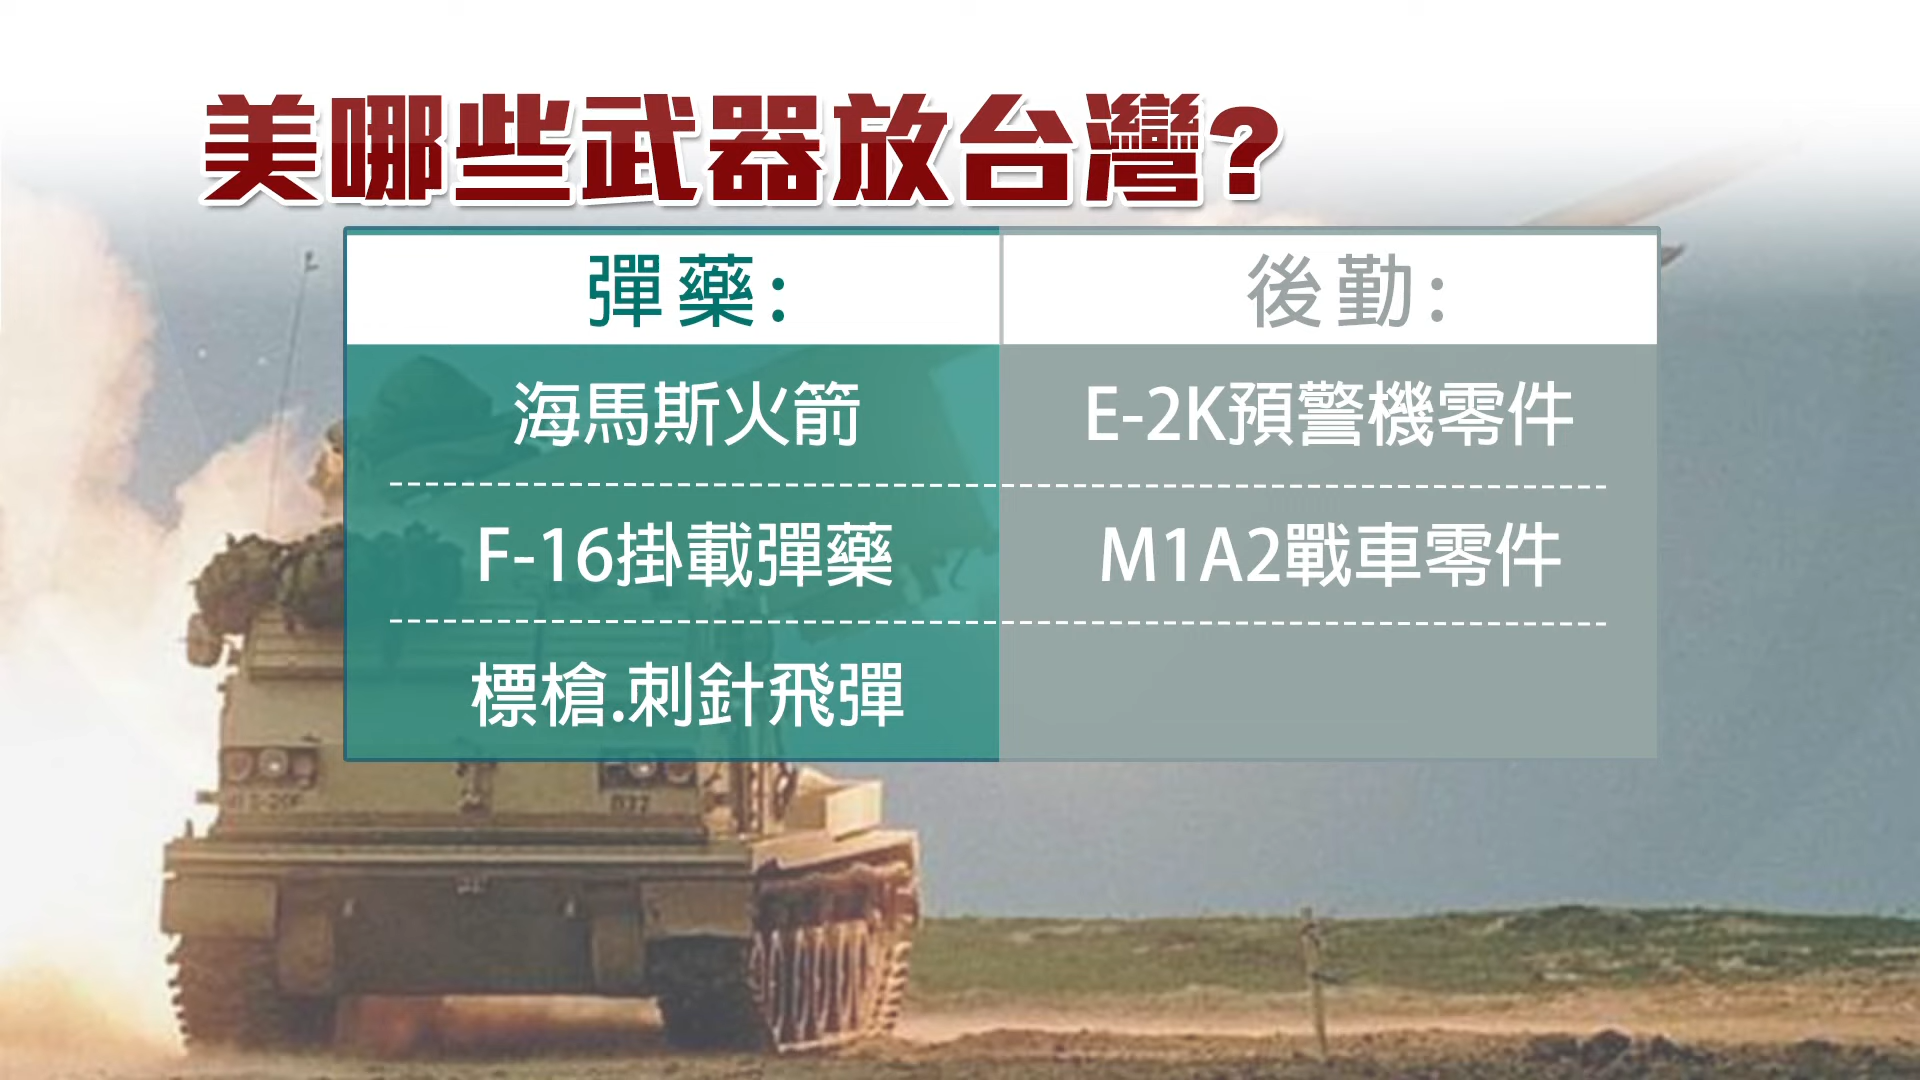 美哪些武器放台灣?
彈藥:
後勤:
海馬斯火箭
E-2K預警機零件
F-16掛載彈藥
M1A2戰車零件
標槍.刺針飛彈